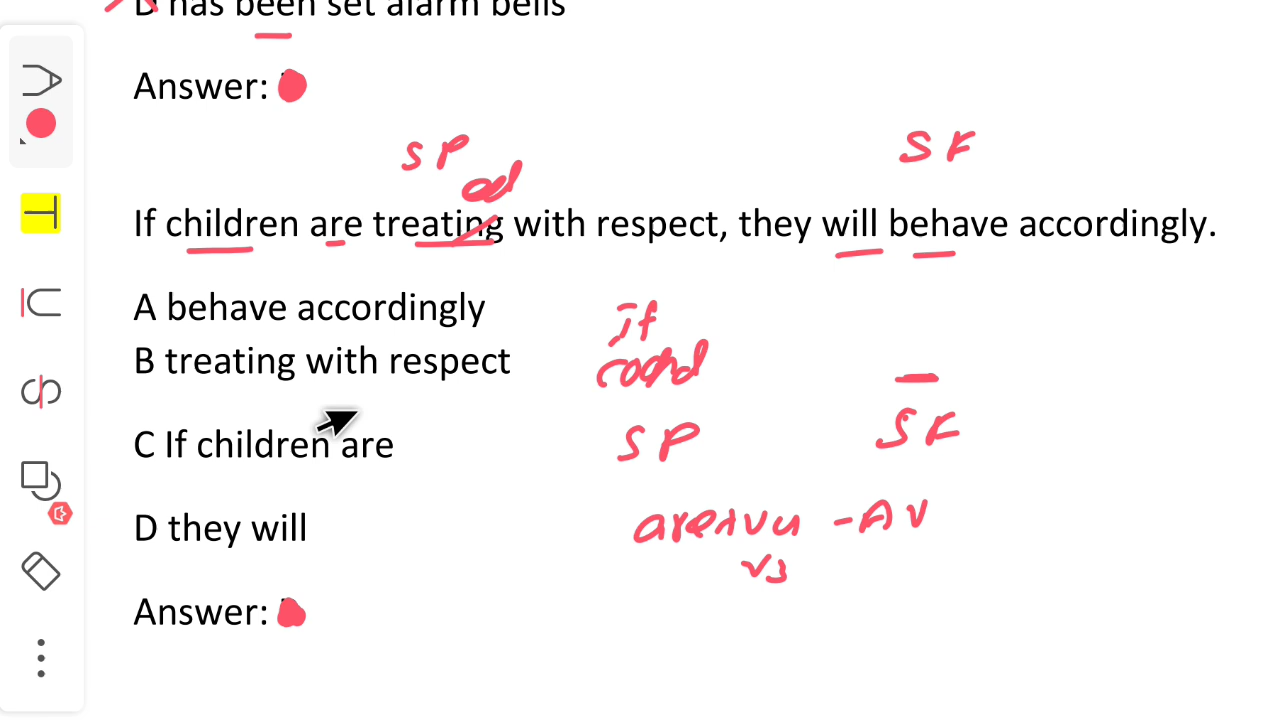 D has been set alarm bells
Answer:
SP SF
ed
If children are treating with respect, they will behave accordingly.
A behave accordingly
if
B treating with respect
C If children are
SP SF
D they will
- AV
V3
Answer: